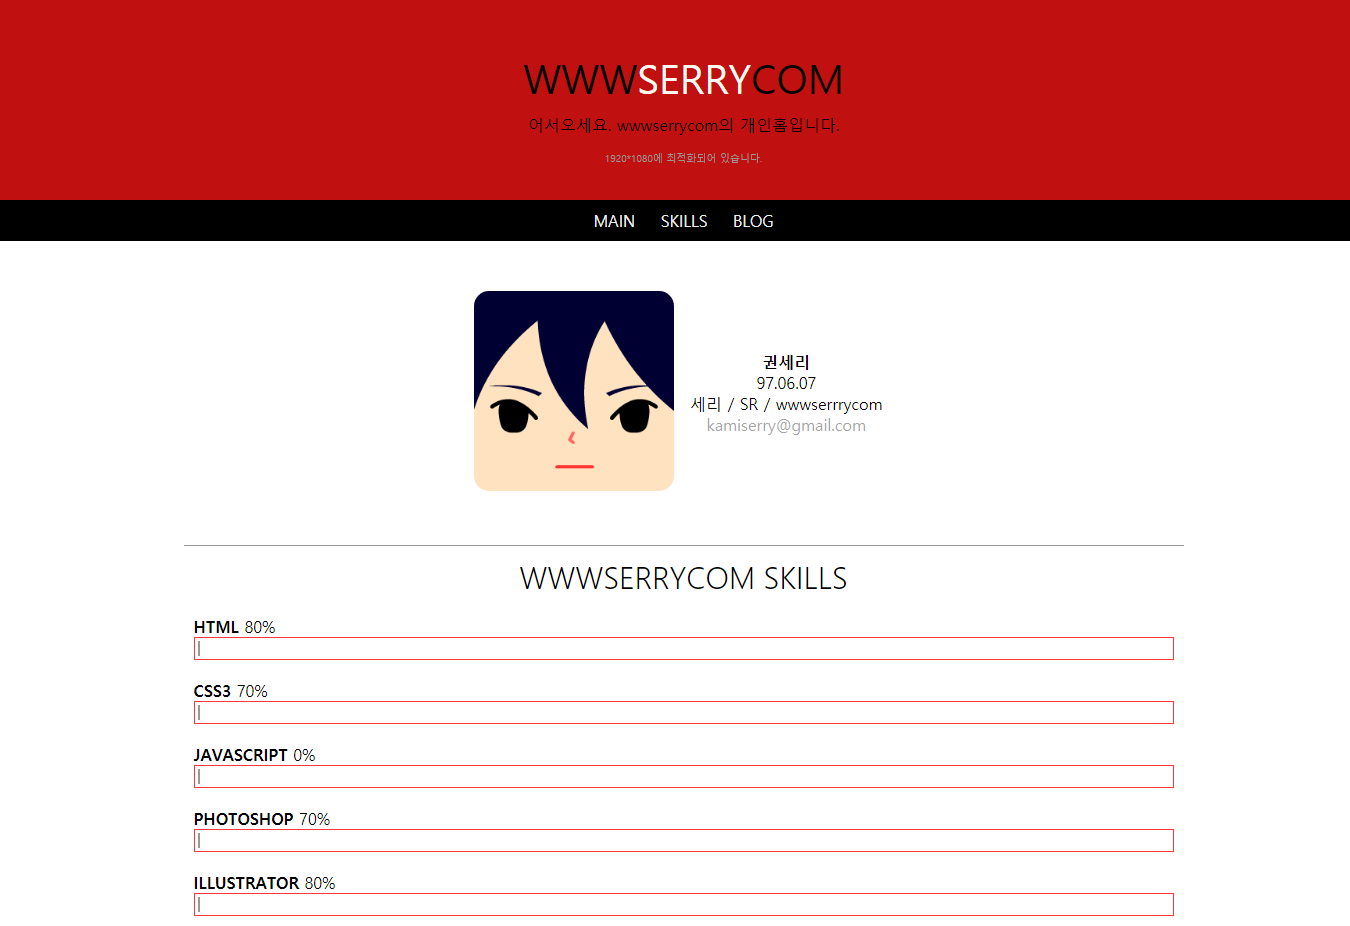 WWWSERRYCOM
어서오세요. wwwserrycom의 개인홈입니다.
1920*1080에 최적화되어 있습니다.
MAIN SKILLS BLOG
권세리
97.06.07
세리 / SR / wwwserrrycom
kamiserry@gmail.com
WWWSERRYCOM SKILLS
HTML 80%
CSS3 70%
JAVASCRIPT 0%
PHOTOSHOP 70%
ILLUSTRATOR 80%